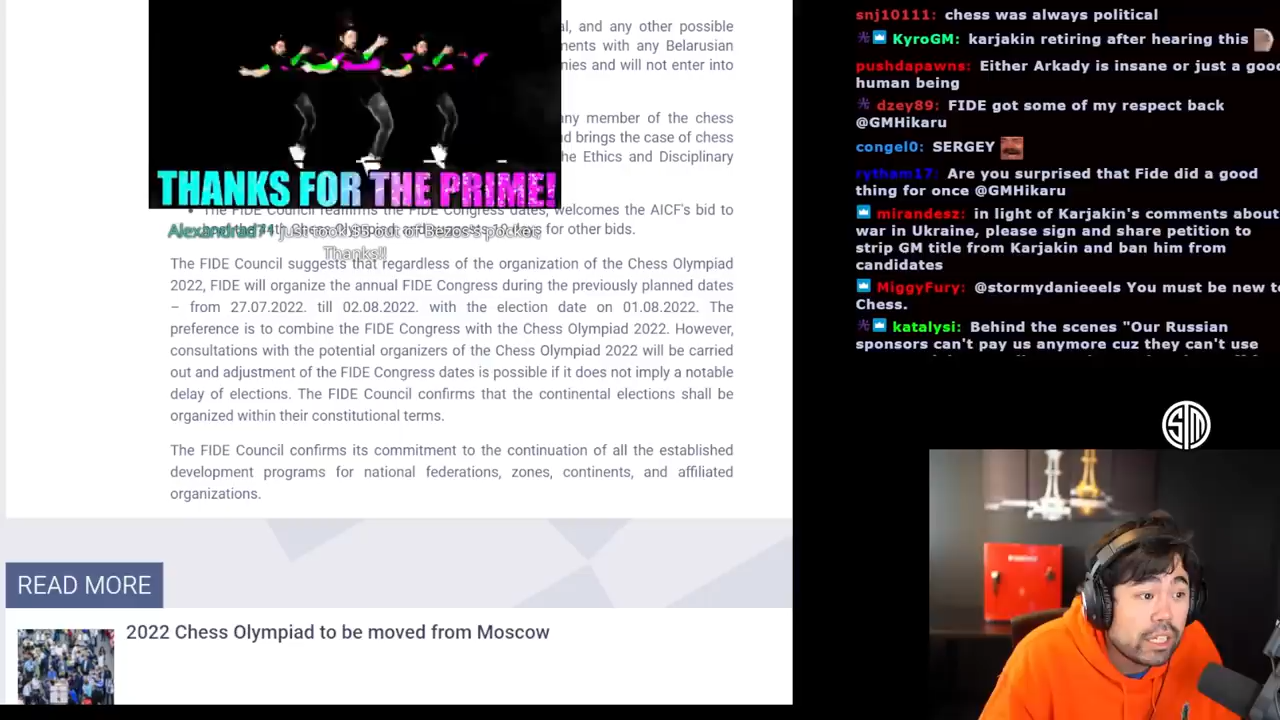 al, and any other possible
ments with any Belarusian
nies and will not enter into
any member of the chess
d brings the case of chess
he Ethics and Disciplinary
THANKS FOR THE PRIME!
The FIDE Council reaffirms the FIDE Congress dates, welcomes the AICF's bid to
Chess Olympiad, for other bids.
just took $5 out of Bezos's pocket,
Thanks!!
The FIDE Council suggests that regardless of the organization of the Chess Olympiad
2022, FIDE will organize the annual FIDE Congress during the previously planned dates
– from 27.07.2022. till 02.08.2022. with the election date on 01.08.2022. The
preference is to combine the FIDE Congress with the Chess Olympiad 2022. However,
consultations with the potential organizers of the Chess Olympiad 2022 will be carried
out and adjustment of the FIDE Congress dates is possible if it does not imply a notable
delay of elections. The FIDE Council confirms that the continental elections shall be
organized within their constitutional terms.
The FIDE Council confirms its commitment to the continuation of all the established
development programs for national federations, zones, continents, and affiliated
organizations.
READ MORE
2022 Chess Olympiad to be moved from Moscow
snj10111: chess was always political
KyroGM: karjakin retiring after hearing this
pushdapawns: Either Arkady is insane or just a good
human being
dzey89: FIDE got some of my respect back
@GMHikaru
congel0: SERGEY
rytham17: Are you surprised that Fide did a good
thing for once @GMHikaru
mirandesz: in light of Karjakin's comments about
war in Ukraine, please sign and share petition to
strip GM title from Karjakin and ban him from
candidates
MiggyFury: @stormydanieeels You must be new to
Chess.
katalysi: Behind the scenes "Our Russian
sponsors can't pay us anymore cuz they can't use
TSM